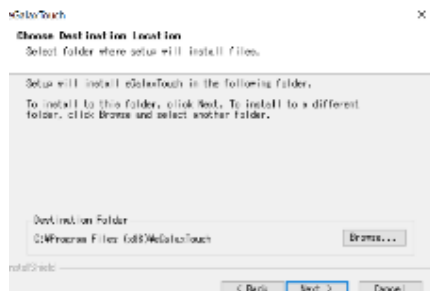 eGalaxTouch
Choose Destination Location
Select folder where setup will install files.
Setup will install eGalaxTouch in the following folder.
To install to this folder, click Next. To install to a different
folder, click Browse and select another folder.
Destination Folder
C:¥Program Files (x86)¥eGalaxTouch
Browse...
InstallShield
< Back
Next >
Cancel